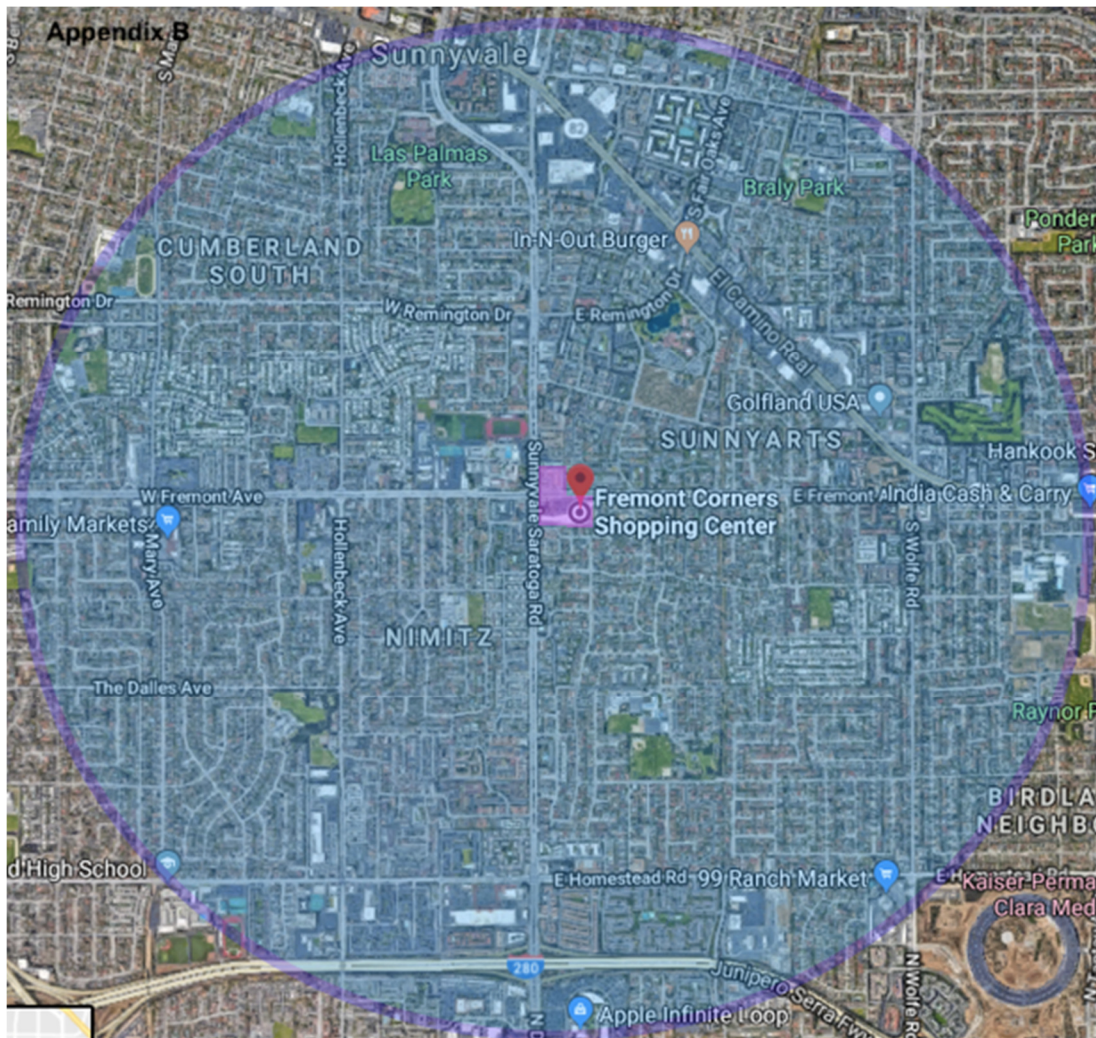 Appendix B
Sunnyvale
S Ma
Hollenbeck Ave
82
S Fair Oaks Ave
Las Palmas
Park
Braly Park
Ponder
Park
In-N-Out Burger
CUMBERLAND
SOUTH
Remington Dr
W Remington Dr
E Remington Dr
El Camino Real
Golfland USA
SUNNYARTS
Hankook S
Sunnyvale Saratoga Rd
W Fremont Ave
Fremont Corners
Shopping Center
E Fremont A
India Cash & Carry
amily Markets
Mary Ave
Hollenbeck Ave
S Wolfe Rd
NIMITZ
The Dalles Ave
Raynor P
BIRDLA
NEIGHBO
d High School
E Homestead Rd
99 Ranch Market
E H
Kaiser Perma
Clara Med
280
Junipero Serra Fwy
N Wolfe Rd
Apple Infinite Loop
N D